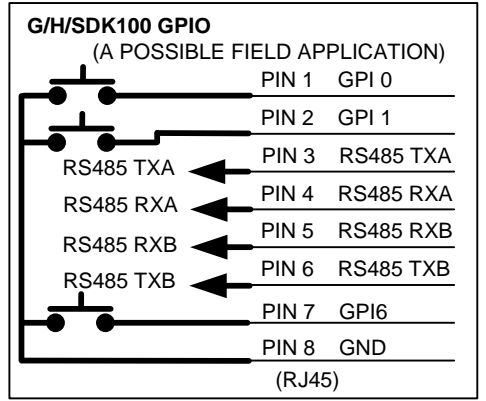 G/H/SDK100 GPIO
(A POSSIBLE FIELD APPLICATION)
PIN 1 GPI 0
PIN 2 GPI 1
RS485 TXA PIN 3 RS485 TXA
RS485 RXA PIN 4 RS485 RXA
RS485 RXB PIN 5 RS485 RXB
RS485 TXB PIN 6 RS485 TXB
PIN 7 GPI6
PIN 8 GND
(RJ45)